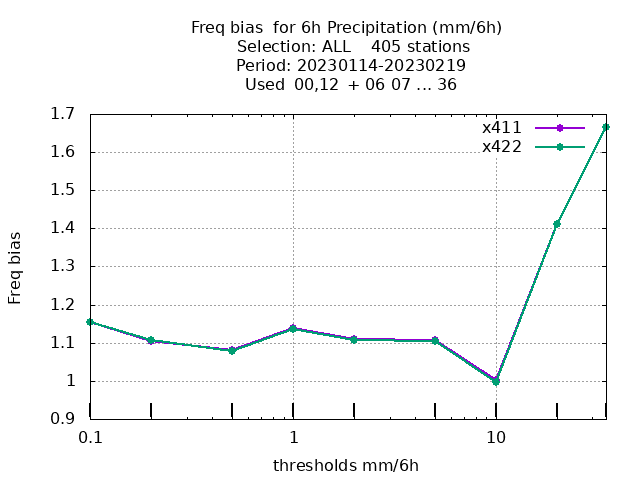 Freq bias  for 6h Precipitation (mm/6h)
Selection: ALL    405 stations
Period: 20230114-20230219
Used  00,12  + 06 07 ... 36
1.7
x411
x422
1.6
1.5
1.4
1.3
1.2
1.1
1
0.9
Freq bias
0.1
1
10
thresholds mm/6h